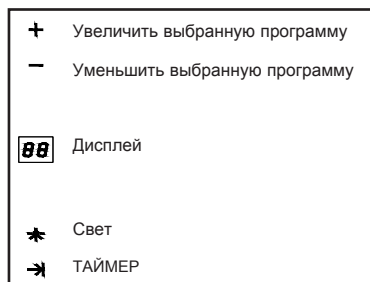 + Увеличить выбранную программу
− Уменьшить выбранную программу
88 Дисплей
Свет
ТАЙМЕР